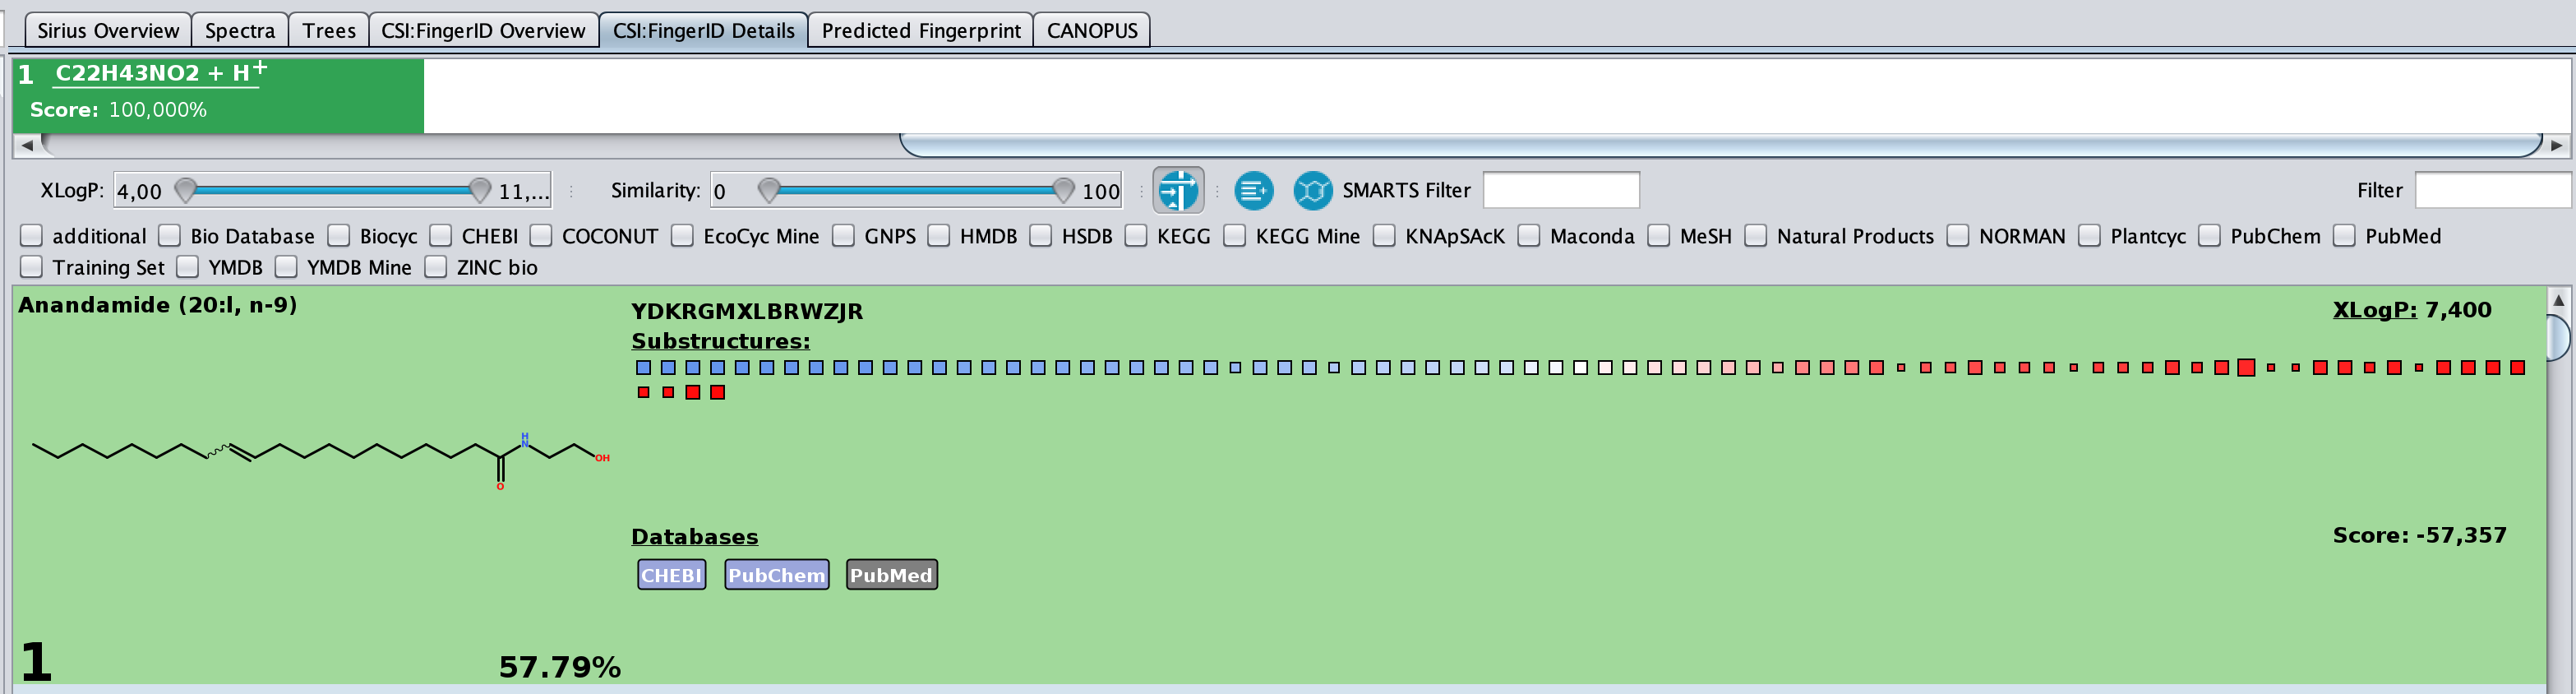 Sirius Overview Spectra Trees CSI:FingerID Overview CSI:FingerID Details Predicted Fingerprint CANOPUS
1 C22H43NO2 + H+
Score: 100,000%
XLogP: 4,00 11,... Similarity: 0 100 SMARTS Filter Filter
additional Bio Database Biocyc CHEBI COCONUT EcoCyc Mine GNPS HMDB HSDB KEGG KEGG Mine KNApSAcK Maconda MeSH Natural Products NORMAN Plantcyc PubChem PubMed
Training Set YMDB YMDB Mine ZINC bio
Anandamide (20:l, n-9) YDKRGMXLBRWZJR XLogP: 7,400
Substructures:
H
N
OH
O
Databases Score: -57,357
CHEBI PubChem PubMed
1 57.79%